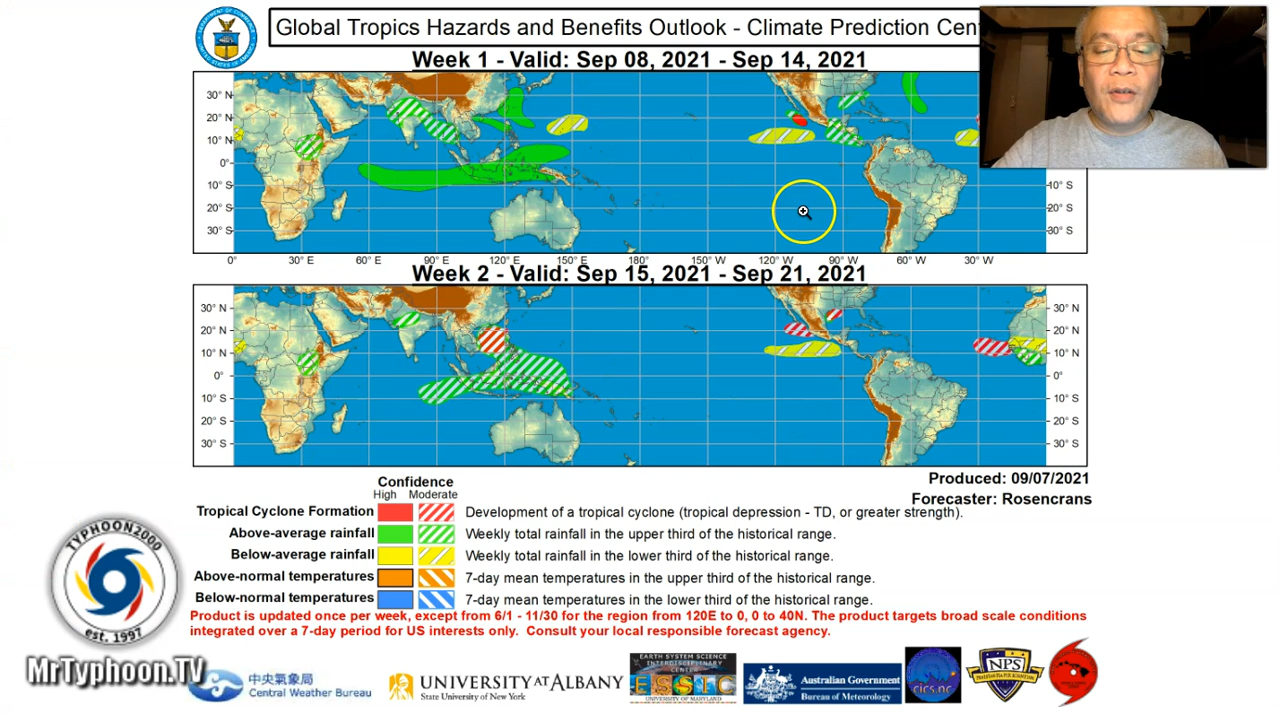 Global Tropics Hazards and Benefits Outlook - Climate Prediction Cen
Week 1 - Valid: Sep 08, 2021 - Sep 14, 2021
30° N
20° N
10° N
0°
10° S 10° S
20° S 20° S
30° S 30° S
0° 30° E 60° E 90° E 120° E 150° E 180° 150° W 120° W 90° W 60° W 30° W
Week 2 - Valid: Sep 15, 2021 - Sep 21, 2021
30° N 30° N
20° N 20° N
10° N 10° N
0° 0°
10° S 10° S
20° S 20° S
30° S 30° S
Produced: 09/07/2021
Forecaster: Rosencrans
Confidence
High Moderate
Tropical Cyclone Formation Development of a tropical cyclone (tropical depression - TD, or greater strength).
Above-average rainfall Weekly total rainfall in the upper third of the historical range.
Below-average rainfall Weekly total rainfall in the lower third of the historical range.
Above-normal temperatures 7-day mean temperatures in the upper third of the historical range.
Below-normal temperatures 7-day mean temperatures in the lower third of the historical range.
Product is updated once per week, except from 6/1 - 11/30 for the region from 120E to 0, 0 to 40N. The product targets broad scale conditions
integrated over a 7-day period for US interests only. Consult your local responsible forecast agency.
TYPHOON2000
est. 1997
MrTyphoon.TV
中央氣象局
Central Weather Bureau
UNIVERSITY AT ALBANY
State University of New York
EARTH SYSTEM SCIENCE
INTERDISCIPLINARY CENTER
ESSIC
UNIVERSITY OF MARYLAND
Australian Government
Bureau of Meteorology
cics.nc
NPS